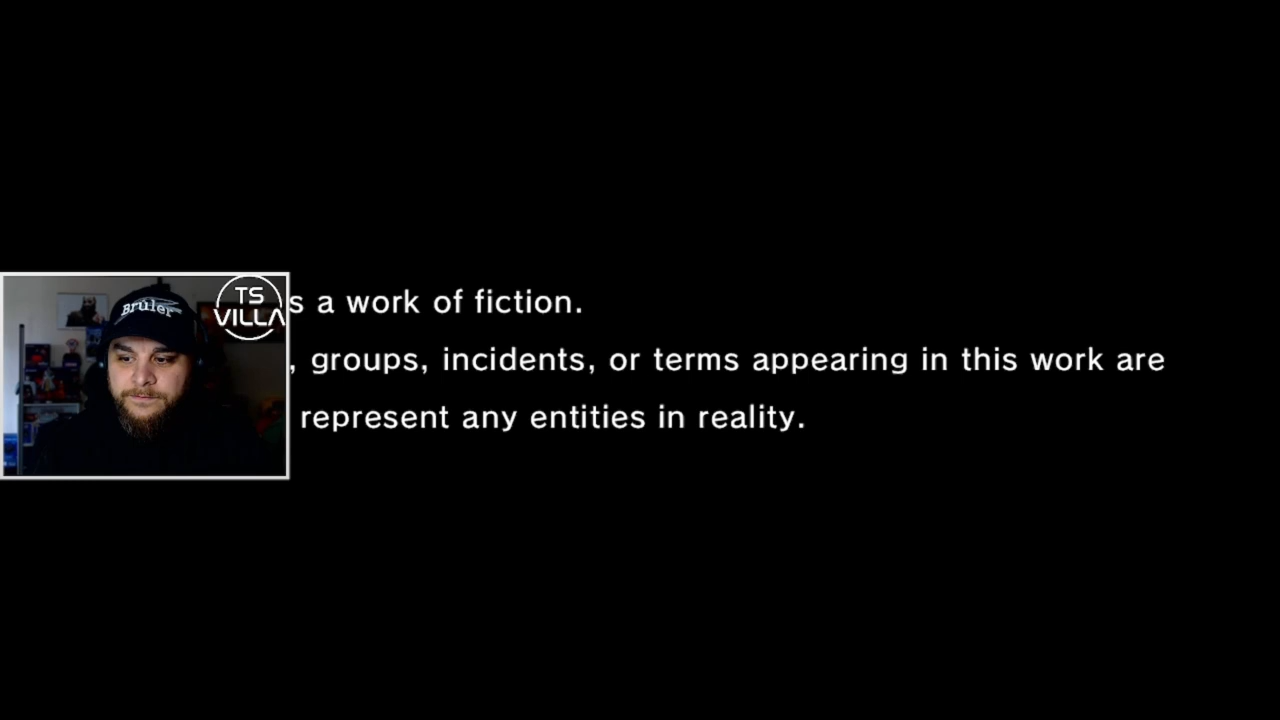 Brüler
TS
VILLA
s a work of fiction.
, groups, incidents, or terms appearing in this work are
represent any entities in reality.